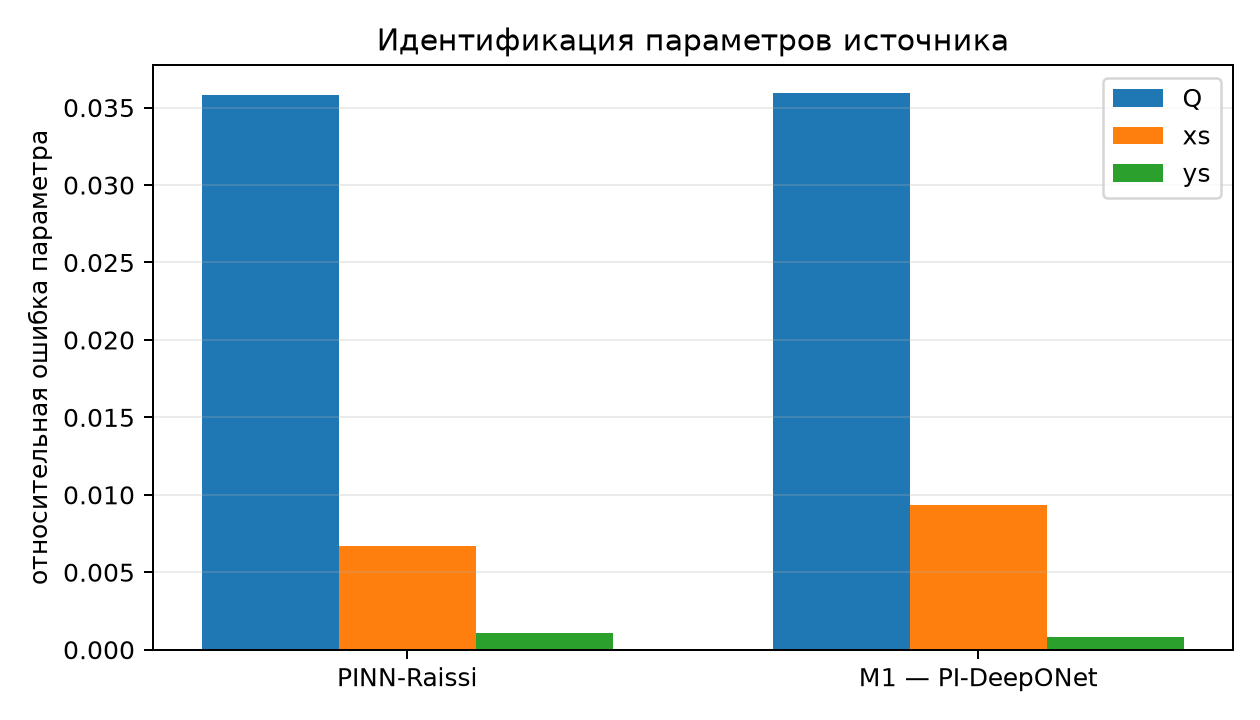 Идентификация параметров источника
относительная ошибка параметра
0.035
0.030
0.025
0.020
0.015
0.010
0.005
0.000
Q
xs
ys
PINN-Raissi
M1 — PI-DeepONet